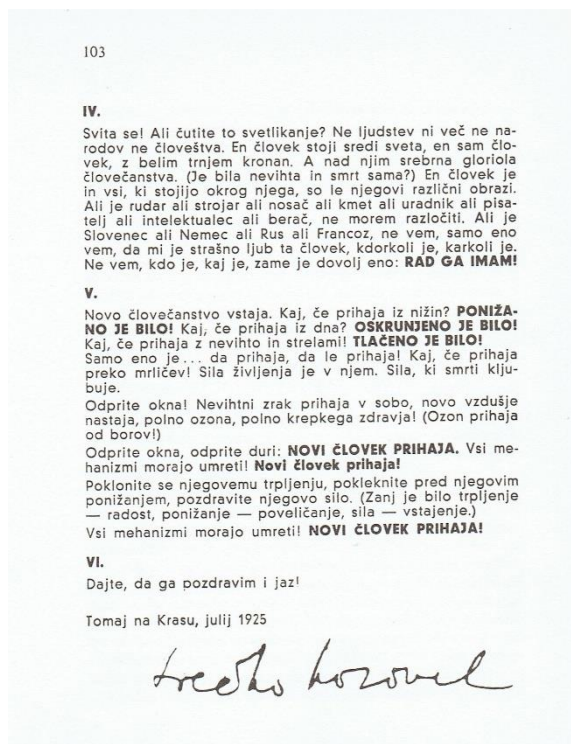 103
IV.
Svita se! Ali čutite to svetlikanje? Ne ljudstev ni več ne na-
rodov ne človeštva. En človek stoji sredi sveta, en sam člo-
vek, z belim trnjem kronan. A nad njim srebrna gloriola
človečanstva. (Je bila nevihta in smrt sama?) En človek je
in vsi, ki stojijo okrog njega, so le njegovi različni obrazi.
Ali je rudar ali strojar ali nosač ali kmet ali uradnik ali pisa-
telj ali intelektualec ali berač, ne morem razločiti. Ali je
Slovenec ali Nemec ali Rus ali Francoz, ne vem, samo eno
vem, da mi je strašno ljub ta človek, kdorkoli je, karkoli je.
Ne vem, kdo je, kaj je, zame je dovolj eno: RAD GA IMAM!
V.
Novo človečanstvo vstaja. Kaj, če prihaja iz nižin? PONIŽA-
NO JE BILO! Kaj, če prihaja iz dna? OSKRUNJENO JE BILO!
Kaj, če prihaja z nevihto in strelami! TLAČENO JE BILO!
Samo eno je... da prihaja, da le prihaja! Kaj, če prihaja
preko mrličev! Sila življenja je v njem. Sila, ki smrti klju-
buje.
Odprite okna! Nevihtni zrak prihaja v sobo, novo vzdušje
nastaja, polno ozona, polno krepkega zdravja! (Ozon prihaja
od borov!)
Odprite okna, odprite duri: NOVI ČLOVEK PRIHAJA. Vsi me-
hanizmi morajo umreti! Novi človek prihaja!
Poklonite se njegovemu trpljenju, pokleknite pred njegovim
ponižanjem, pozdravite njegovo silo. (Zanj je bilo trpljenje
— radost, ponižanje — poveličanje, sila — vstajenje.)
Vsi mehanizmi morajo umreti! NOVI ČLOVEK PRIHAJA!
VI.
Dajte, da ga pozdravim i jaz!
Tomaj na Krasu, julij 1925
Srečko Kosovel